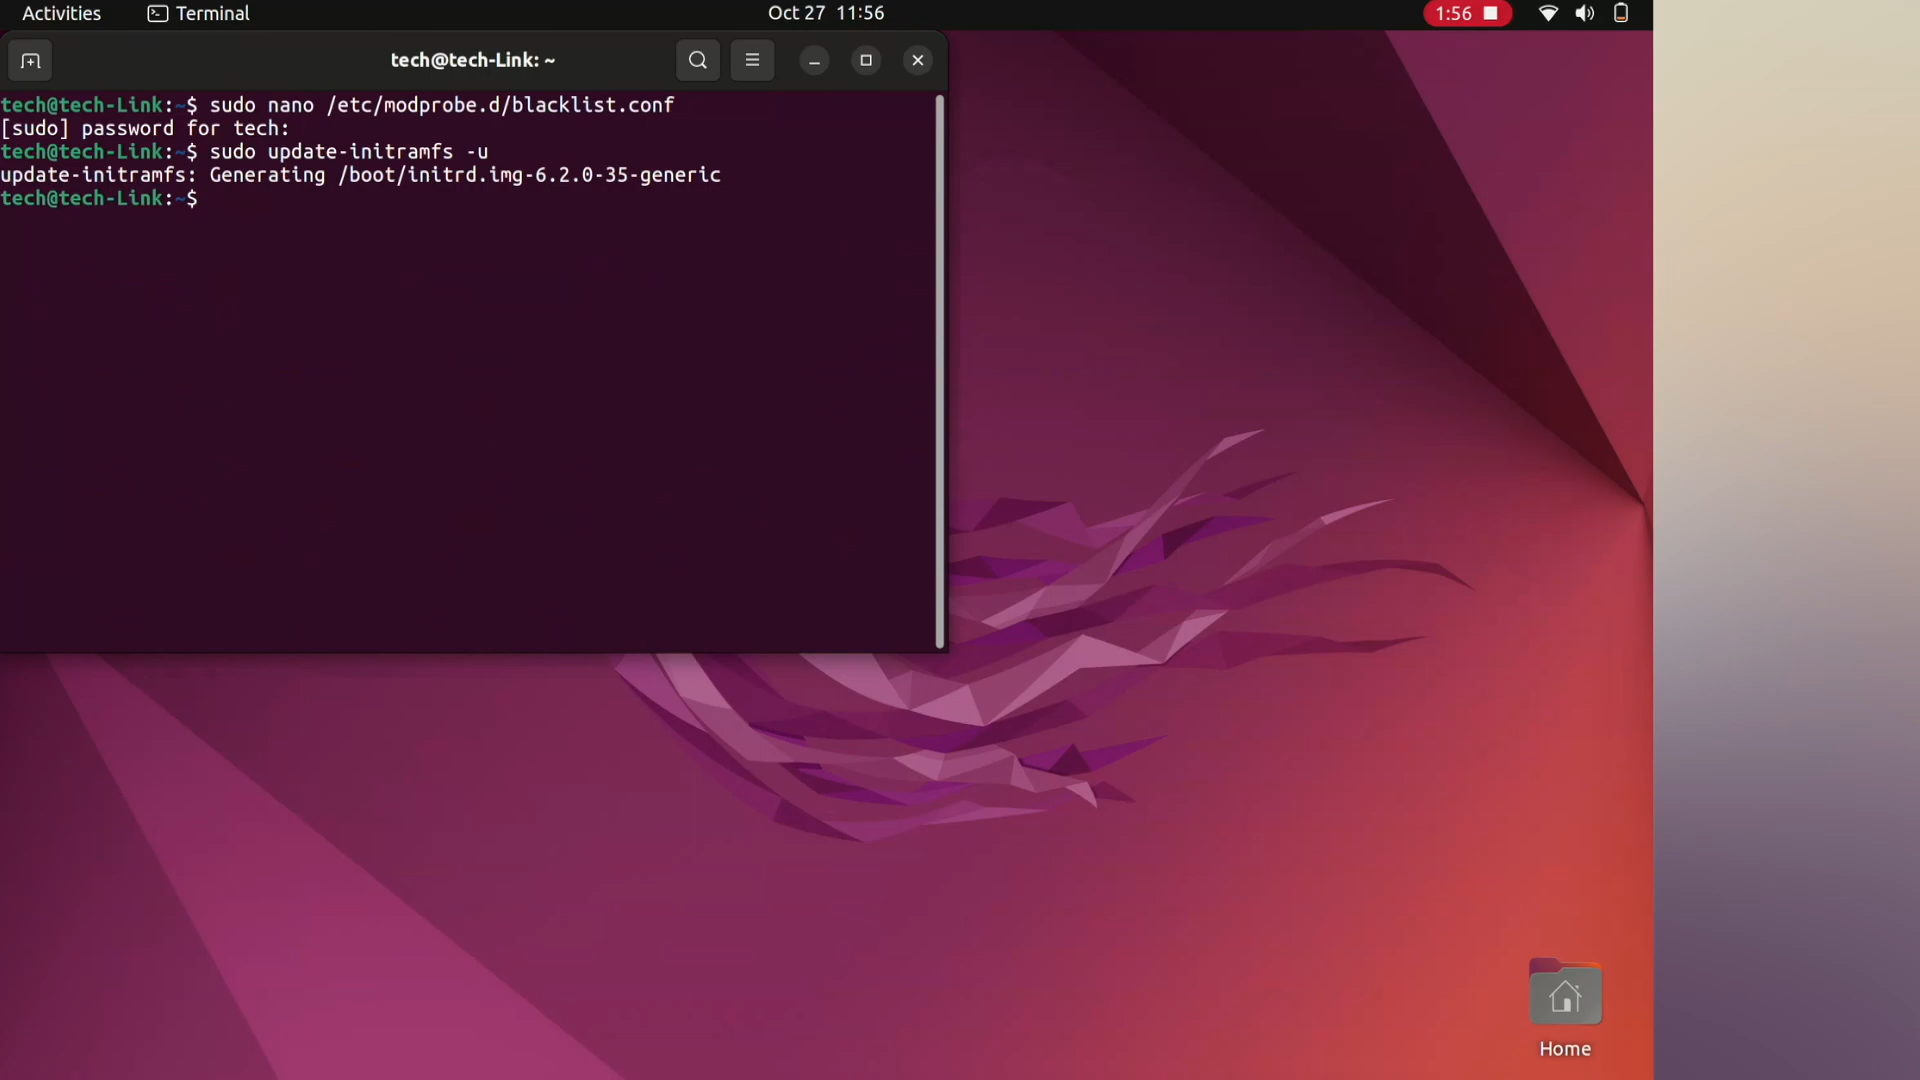 Activities Terminal Oct 27 11:56 1:56
tech@tech-Link: ~
tech@tech-Link:~$ sudo nano /etc/modprobe.d/blacklist.conf
[sudo] password for tech:
tech@tech-Link:~$ sudo update-initramfs -u
update-initramfs: Generating /boot/initrd.img-6.2.0-35-generic
tech@tech-Link:~$
Home